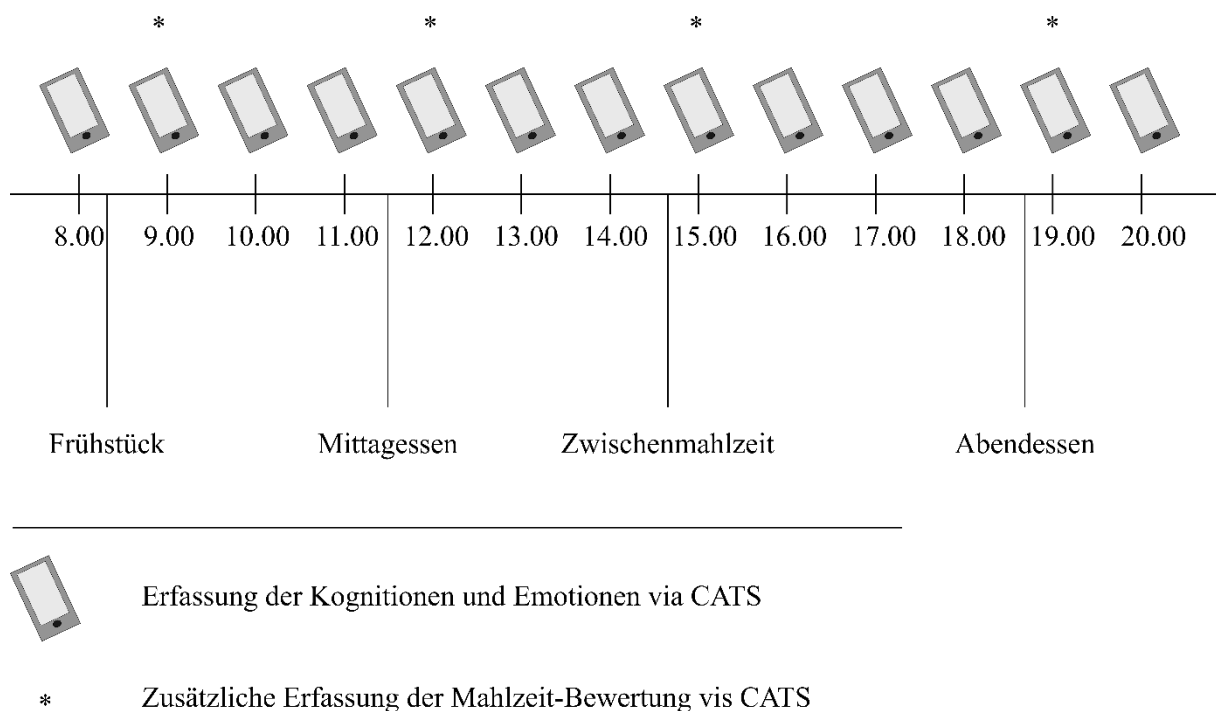 * * * *
8.00 9.00 10.00 11.00 12.00 13.00 14.00 15.00 16.00 17.00 18.00 19.00 20.00
Frühstück Mittagessen Zwischenmahlzeit Abendessen
Erfassung der Kognitionen und Emotionen via CATS
* Zusätzliche Erfassung der Mahlzeit-Bewertung vis CATS